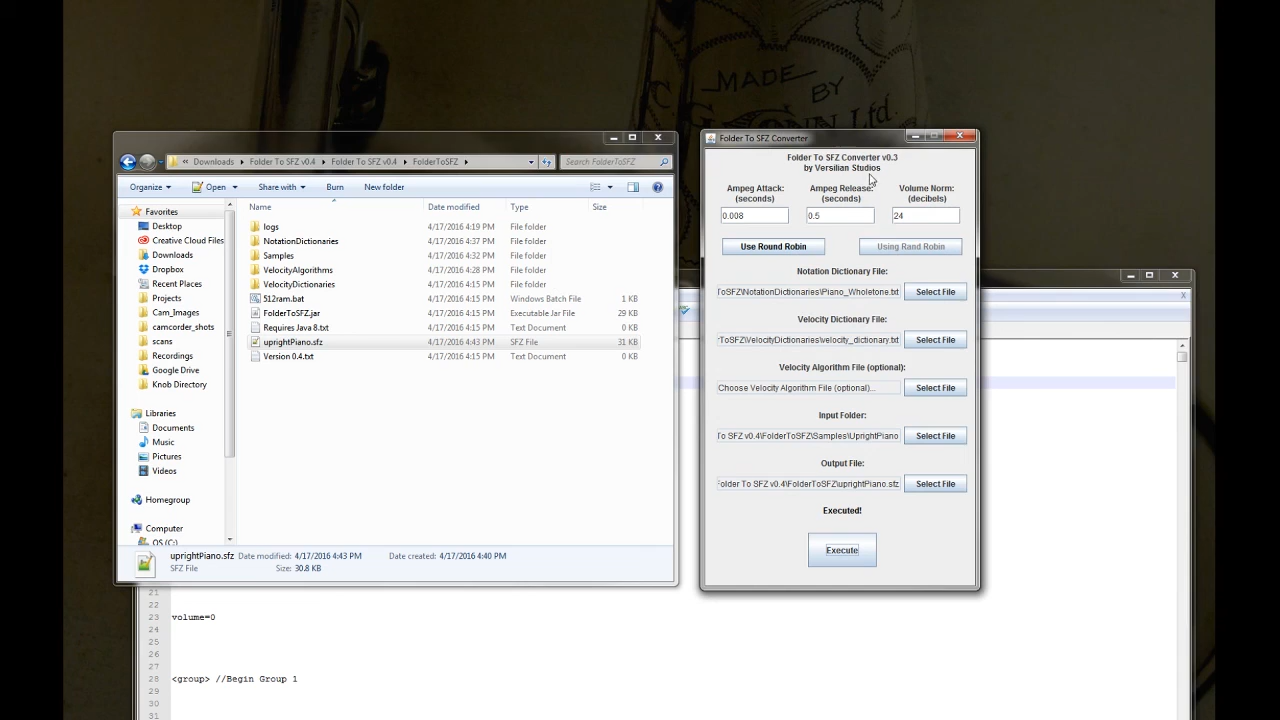 MADE
BY
Ltd.
« Downloads Folder To SFZ v0.4 Folder To SFZ v0.4 FolderToSFZ Search FolderToSFZ
Organize Open Share with Burn New folder
Favorites
Desktop
Creative Cloud Files
Downloads
Dropbox
Recent Places
Projects
Cam_Images
camcorder_shots
scans
Recordings
Google Drive
Knob Directory
Libraries
Documents
Music
Pictures
Videos
Homegroup
Computer
OS (C:)
Name Date modified Type Size
logs 4/17/2016 4:19 PM File folder
NotationDictionaries 4/17/2016 4:37 PM File folder
Samples 4/17/2016 4:32 PM File folder
VelocityAlgorithms 4/17/2016 4:28 PM File folder
VelocityDictionaries 4/17/2016 4:15 PM File folder
512ram.bat 4/17/2016 4:15 PM Windows Batch File 1 KB
FolderToSFZ.jar 4/17/2016 4:15 PM Executable Jar File 29 KB
Requires Java 8.txt 4/17/2016 4:15 PM Text Document 0 KB
uprightPiano.sfz 4/17/2016 4:43 PM SFZ File 31 KB
Version 0.4.txt 4/17/2016 4:15 PM Text Document 0 KB
uprightPiano.sfz Date modified: 4/17/2016 4:43 PM Date created: 4/17/2016 4:40 PM
SFZ File Size: 30.8 KB
Folder To SFZ Converter
Folder To SFZ Converter v0.3
by Versilian Studios
Ampeg Attack: Ampeg Release: Volume Norm:
(seconds) (seconds) (decibels)
0.008 0.5 24
Use Round Robin Using Rand Robin
Notation Dictionary File:
ToSFZ\NotationDictionaries\Piano_Wholetone.txt Select File
Velocity Dictionary File:
ToSFZ\VelocityDictionaries\velocity_dictionary.txt Select File
Velocity Algorithm File (optional):
Choose Velocity Algorithm File (optional)... Select File
Input Folder:
To SFZ v0.4\FolderToSFZ\Samples\UprightPiano Select File
Output File:
Folder To SFZ v0.4\FolderToSFZ\uprightPiano.sfz Select File
Executed!
Execute
21
22
23 volume=0
24
25
26
27
28 <group> //Begin Group 1
29
30
31